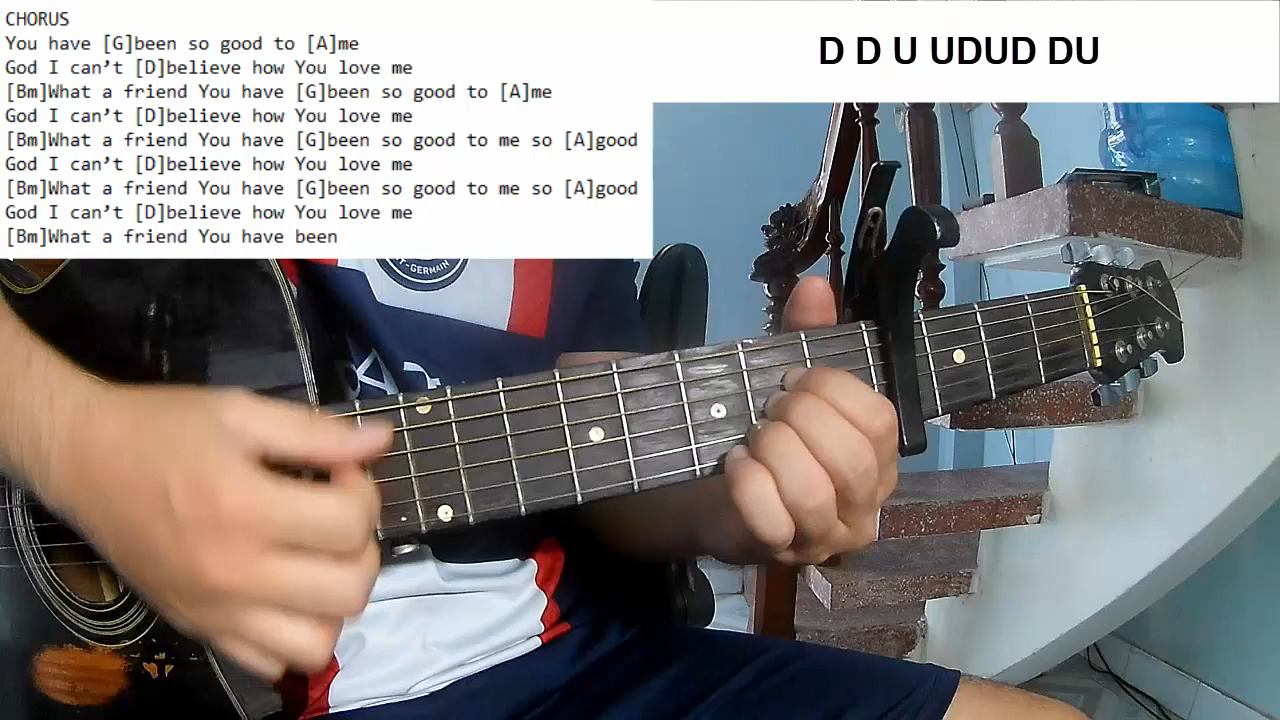 CHORUS
You have [G]been so good to [A]me
God I can’t [D]believe how You love me
[Bm]What a friend You have [G]been so good to [A]me
God I can’t [D]believe how You love me
[Bm]What a friend You have [G]been so good to me so [A]good
God I can’t [D]believe how You love me
[Bm]What a friend You have [G]been so good to me so [A]good
God I can’t [D]believe how You love me
[Bm]What a friend You have been
D D U UDUD DU
T-GERMAIN